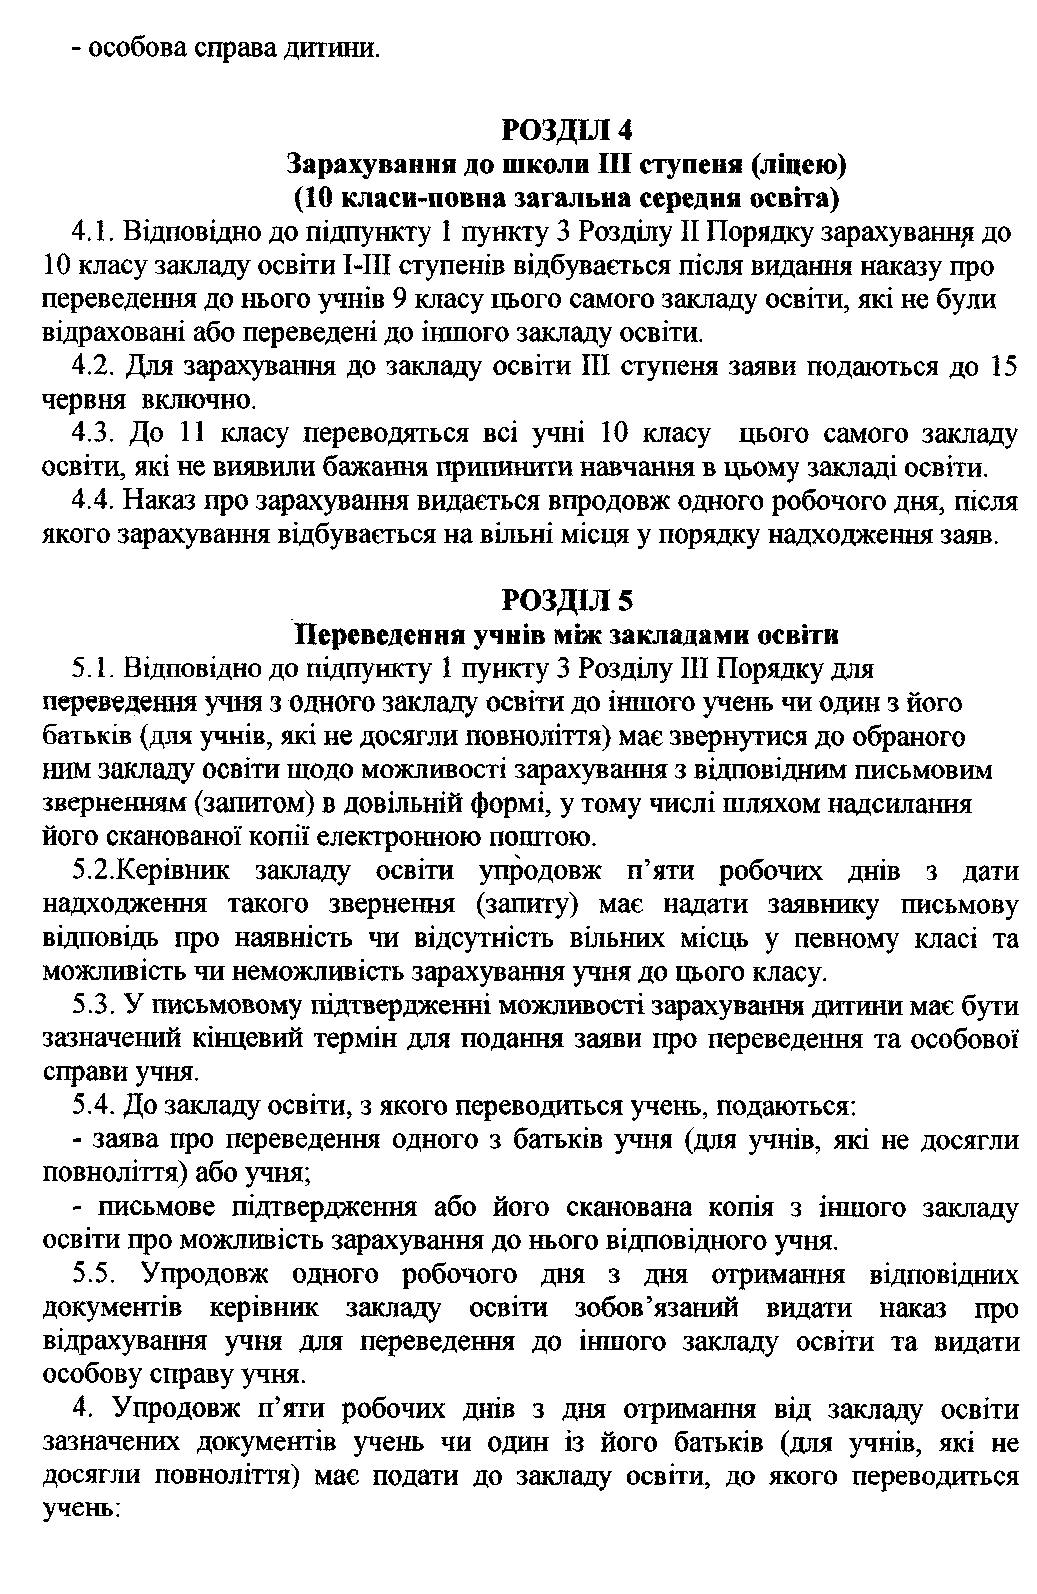 - особова справа дитини.
РОЗДІЛ 4
Зарахування до школи ІІІ ступеня (ліцею)
(10 класи-повна загальна середня освіта)
4.1. Відповідно до підпункту 1 пункту 3 Розділу ІІ Порядку зарахування до
10 класу закладу освіти І-ІІІ ступенів відбувається після видання наказу про
переведення до нього учнів 9 класу цього самого закладу освіти, які не були
відраховані або переведені до іншого закладу освіти.
4.2. Для зарахування до закладу освіти ІІІ ступеня заяви подаються до 15
червня включно.
4.3. До 11 класу переводяться всі учні 10 класу цього самого закладу
освіти, які не виявили бажання припинити навчання в цьому закладі освіти.
4.4. Наказ про зарахування видається впродовж одного робочого дня, після
якого зарахування відбувається на вільні місця у порядку надходження заяв.
РОЗДІЛ 5
Переведення учнів між закладами освіти
5.1. Відповідно до підпункту 1 пункту 3 Розділу ІІІ Порядку для
переведення учня з одного закладу освіти до іншого учень чи один з його
батьків (для учнів, які не досягли повноліття) має звернутися до обраного
ним закладу освіти щодо можливості зарахування з відповідним письмовим
зверненням (запитом) в довільній формі, у тому числі шляхом надсилання
його сканованої копії електронною поштою.
5.2.Керівник закладу освіти упродовж п’яти робочих днів з дати
надходження такого звернення (запиту) має надати заявнику письмову
відповідь про наявність чи відсутність вільних місць у певному класі та
можливість чи неможливість зарахування учня до цього класу.
5.3. У письмовому підтвердженні можливості зарахування дитини має бути
зазначений кінцевий термін для подання заяви про переведення та особової
справи учня.
5.4. До закладу освіти, з якого переводиться учень, подаються:
- заява про переведення одного з батьків учня (для учнів, які не досягли
повноліття) або учня;
- письмове підтвердження або його сканована копія з іншого закладу
освіти про можливість зарахування до нього відповідного учня.
5.5. Упродовж одного робочого дня з дня отримання відповідних
документів керівник закладу освіти зобов’язаний видати наказ про
відрахування учня для переведення до іншого закладу освіти та видати
особову справу учня.
4. Упродовж п’яти робочих днів з дня отримання від закладу освіти
зазначених документів учень чи один із його батьків (для учнів, які не
досягли повноліття) має подати до закладу освіти, до якого переводиться
учень: